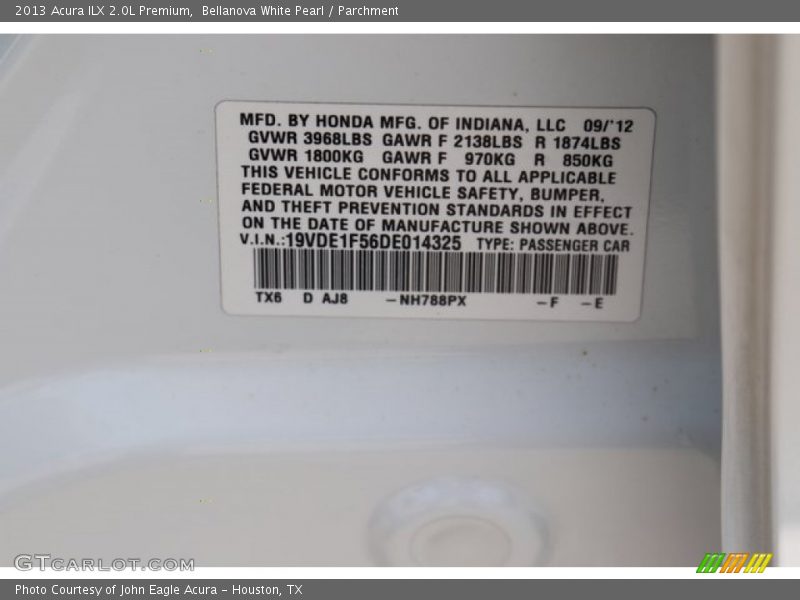 2013 Acura ILX 2.0L Premium,  Bellanova White Pearl / Parchment
MFD. BY HONDA MFG. OF INDIANA, LLC 09/'12
GVWR 3968LBS GAWR F 2138LBS R 1874LBS
GVWR 1800KG GAWR F 970KG R 850KG
THIS VEHICLE CONFORMS TO ALL APPLICABLE
FEDERAL MOTOR VEHICLE SAFETY, BUMPER,
AND THEFT PREVENTION STANDARDS IN EFFECT
ON THE DATE OF MANUFACTURE SHOWN ABOVE.
V.I.N.:19VDE1F56DE014325 TYPE: PASSENGER CAR
TX6 D AJ8 -NH788PX -F -E
GTCARLOT.COM
Photo Courtesy of John Eagle Acura - Houston, TX